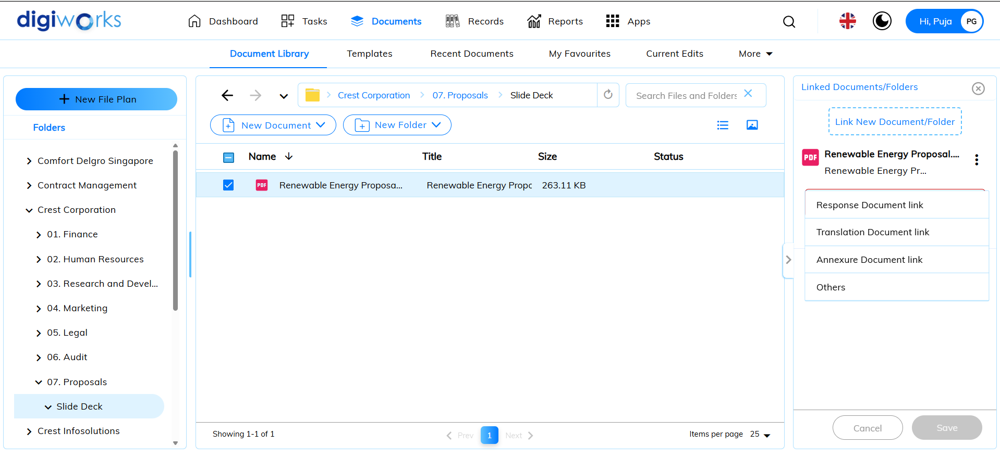 digiworks
Dashboard
Tasks
Documents
Records
Reports
Apps
Hi, Puja
PG
Document Library
Templates
Recent Documents
My Favourites
Current Edits
More
New File Plan
Folders
Comfort Delgro Singapore
Contract Management
Crest Corporation
01. Finance
02. Human Resources
03. Research and Devel...
04. Marketing
05. Legal
06. Audit
07. Proposals
Slide Deck
Crest Infosolutions
Crest Corporation
07. Proposals
Slide Deck
Search Files and Folders
New Document
New Folder
Name
Title
Size
Status
PDF
Renewable Energy Proposa...
Renewable Energy Propo
263.11 KB
Showing 1-1 of 1
Prev
1
Next
Items per page
25
Linked Documents/Folders
Link New Document/Folder
PDF
Renewable Energy Proposal....
Renewable Energy Pr...
Response Document link
Translation Document link
Annexure Document link
Others
Cancel
Save